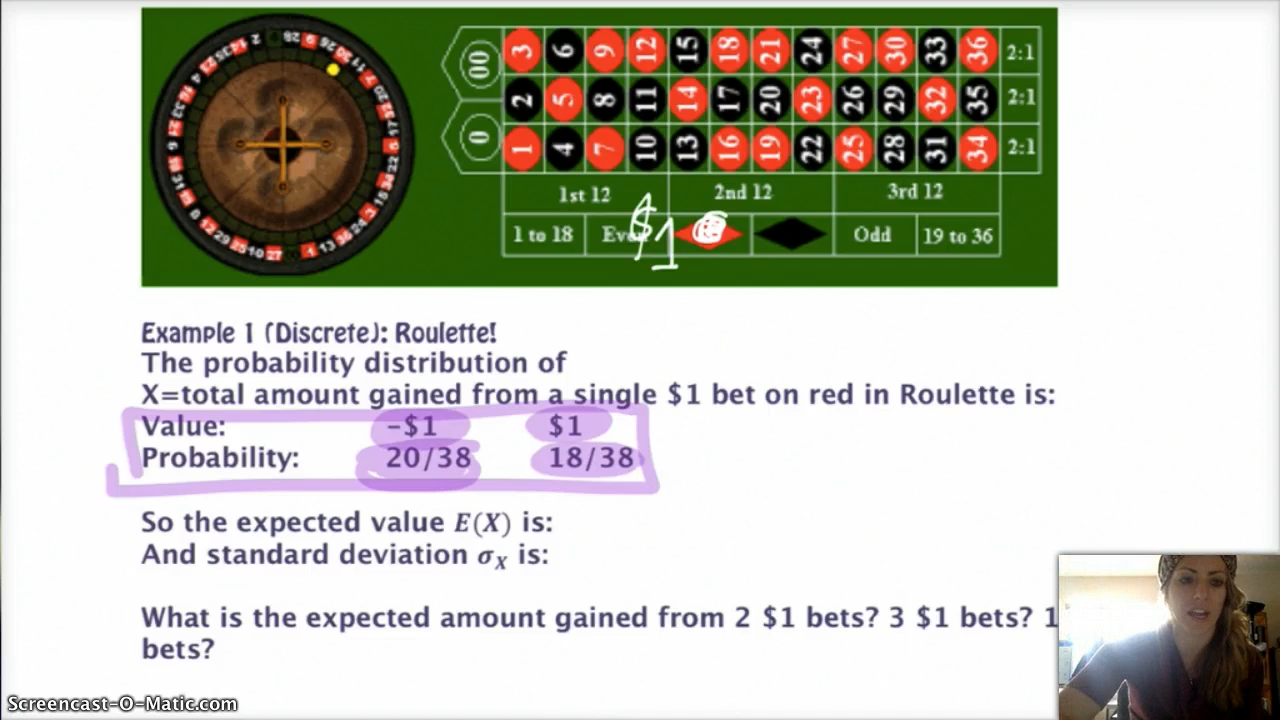 00 3 6 9 12 15 18 21 24 27 30 33 36 2:1
2 5 8 11 14 17 20 23 26 29 32 35 2:1
0 1 4 7 10 13 16 19 22 25 28 31 34 2:1
1st 12 2nd 12 3rd 12
1 to 18 Even $1 Odd 19 to 36
Example 1 (Discrete): Roulette!
The probability distribution of
X=total amount gained from a single $1 bet on red in Roulette is:
Value: -$1 $1
Probability: 20/38 18/38
So the expected value E(X) is:
And standard deviation σX is:
What is the expected amount gained from 2 $1 bets? 3 $1 bets? 1
bets?
Screencast-O-Matic.com